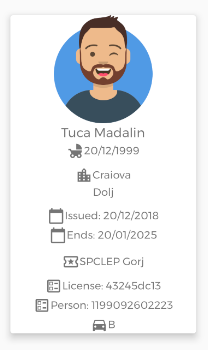 Tuca Madalin
20/12/1999
Craiova
Dolj
Issued: 20/12/2018
Ends: 20/01/2025
SPCLEP Gorj
License: 43245dc13
Person: 1199092602223
B